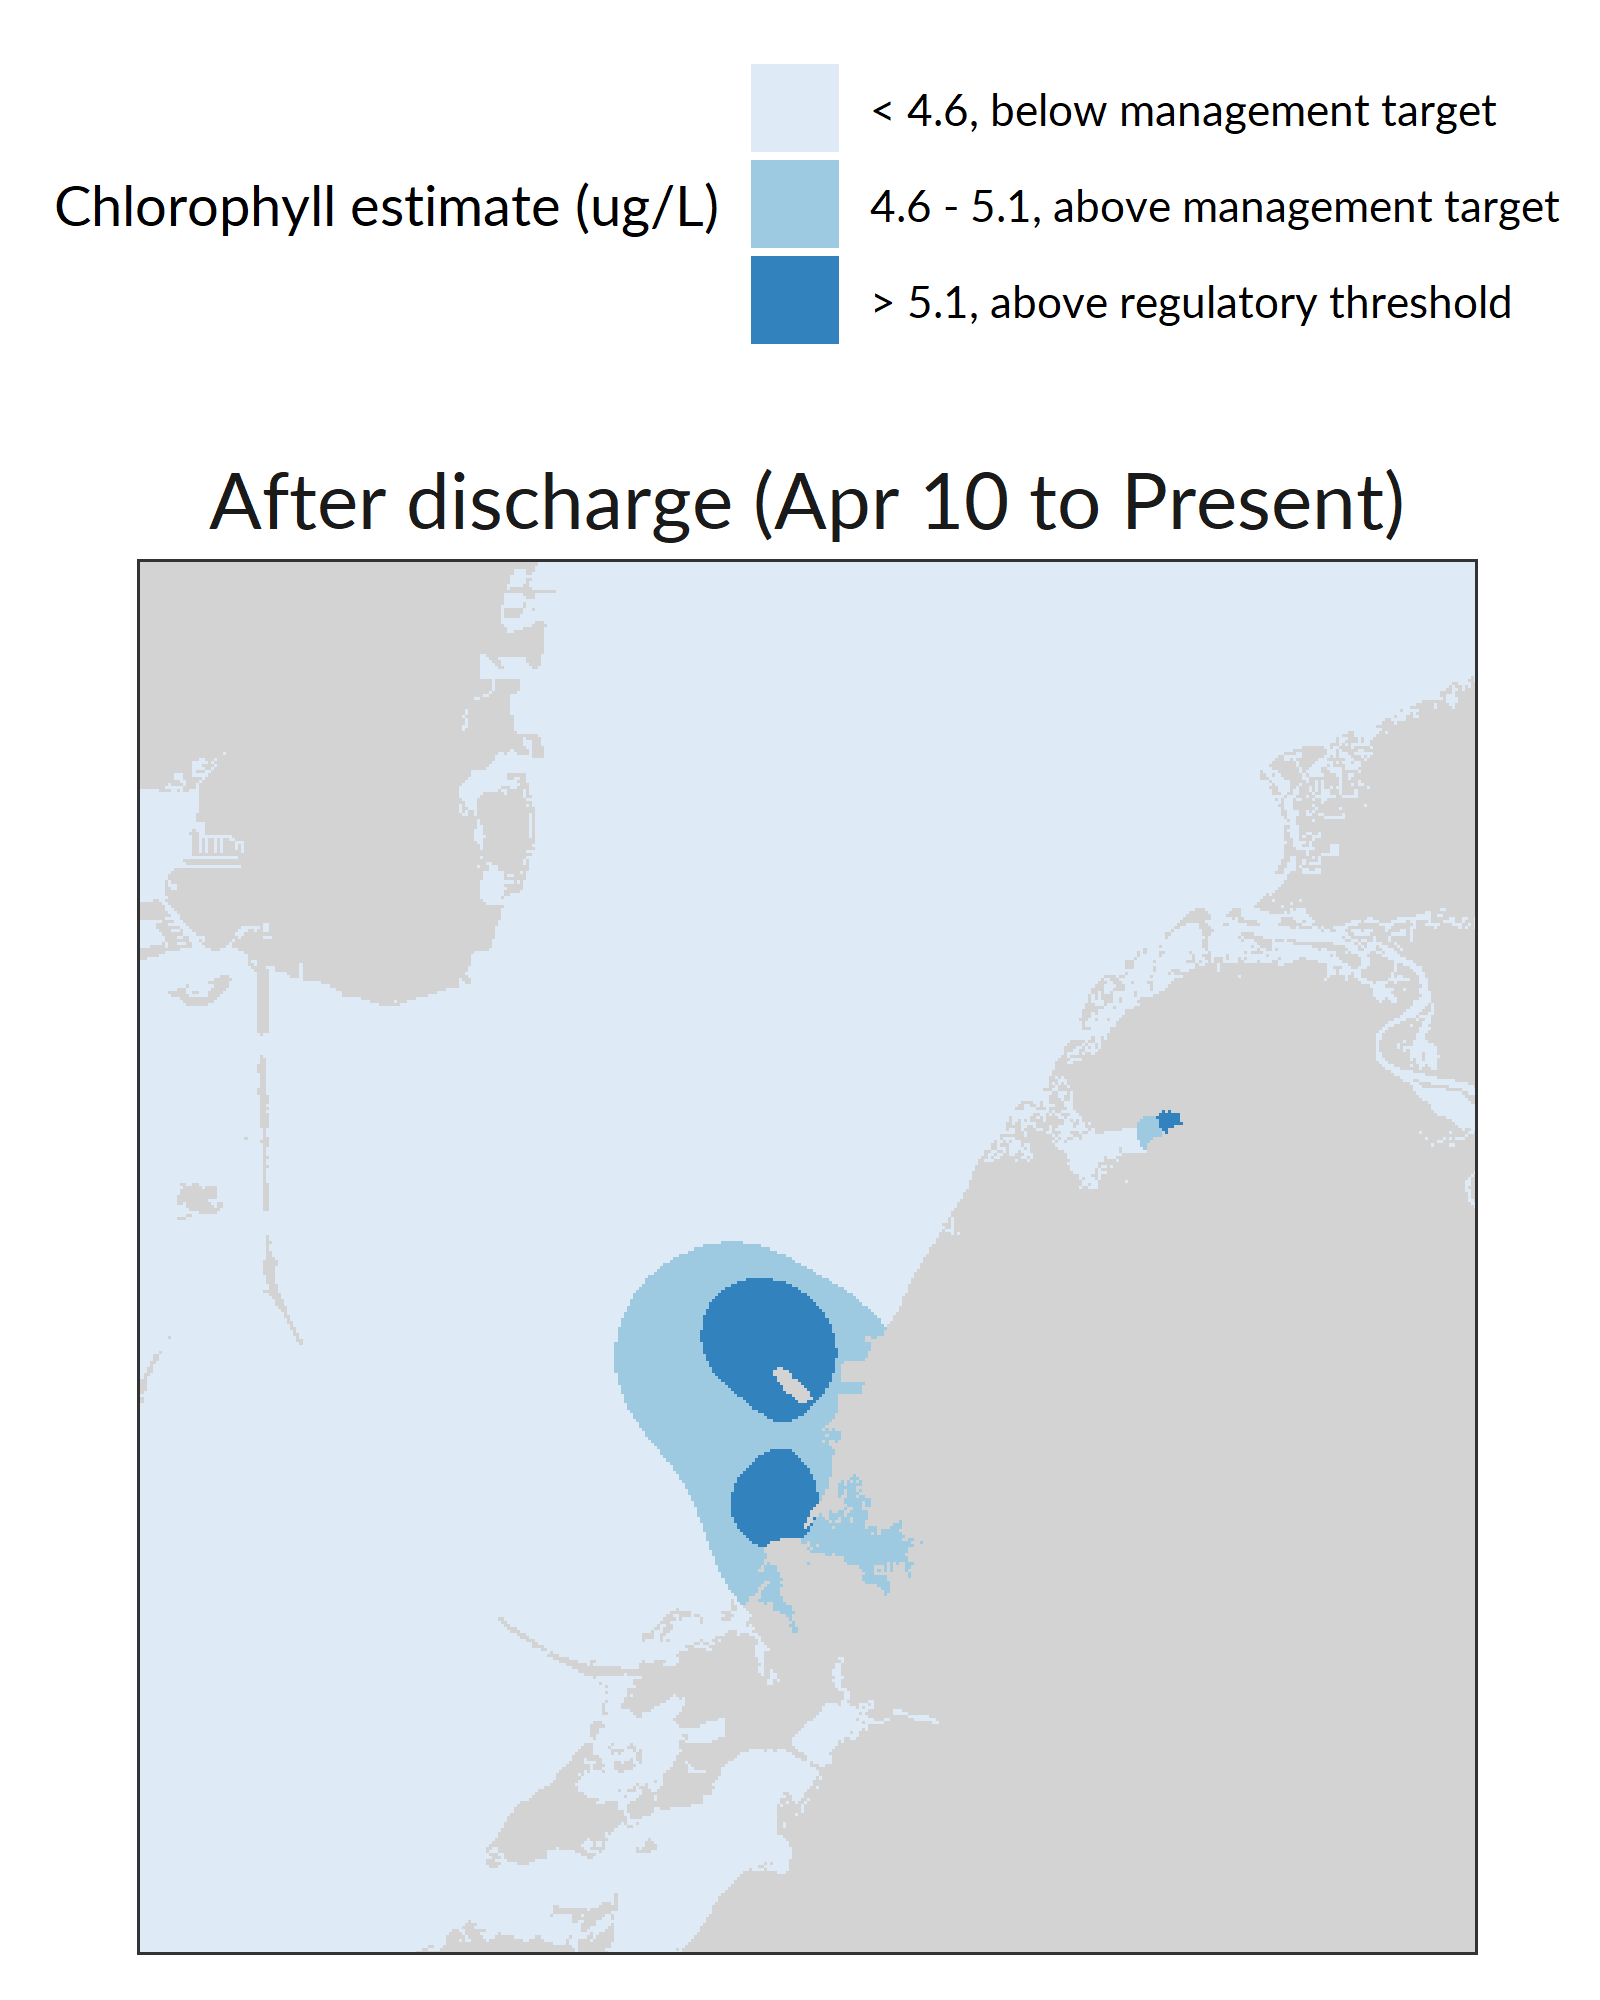 Chlorophyll estimate (ug/L)
< 4.6, below management target
4.6 - 5.1, above management target
> 5.1, above regulatory threshold
After discharge (Apr 10 to Present)